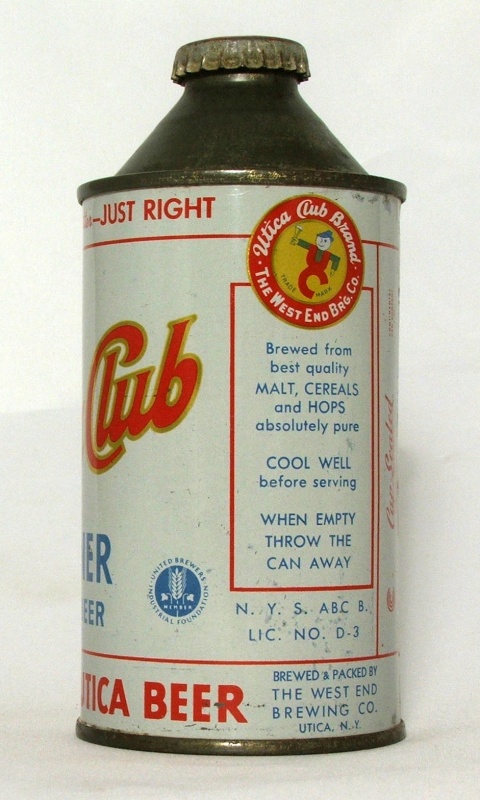 —JUST RIGHT
Club
ER
EER
UTICA BEER
UNITED BREWERS
INDUSTRIAL FOUNDATION
MEMBER
Utica Club Brand
TRADE MARK
THE WEST END BR'G. CO.
Brewed from
best quality
MALT, CEREALS
and HOPS
absolutely pure
COOL WELL
before serving
WHEN EMPTY
THROW THE
CAN AWAY
N. Y. S. ABC B.
LIC. NO. D-3
BREWED & PACKED BY
THE WEST END
BREWING CO.
UTICA, N.Y.